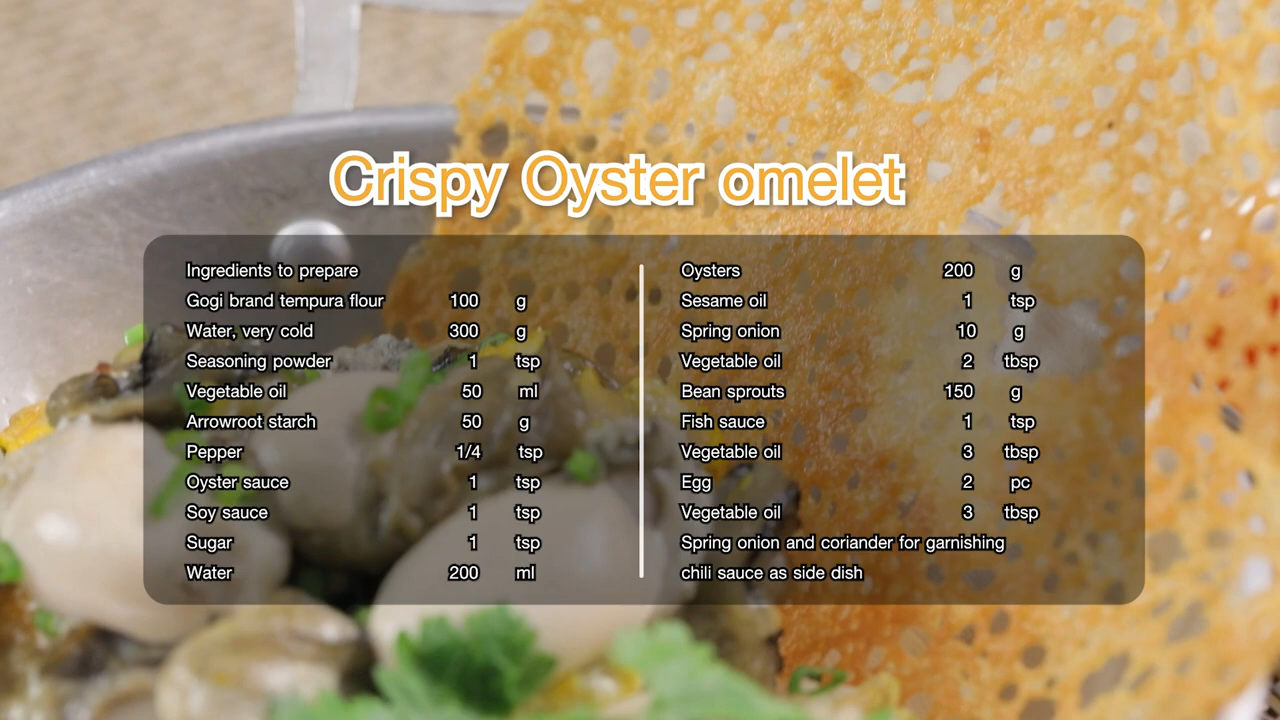 Crispy Oyster omelet
Ingredients to prepare
Gogi brand tempura flour 100 g
Water, very cold 300 g
Seasoning powder 1 tsp
Vegetable oil 50 ml
Arrowroot starch 50 g
Pepper 1/4 tsp
Oyster sauce 1 tsp
Soy sauce 1 tsp
Sugar 1 tsp
Water 200 ml
Oysters 200 g
Sesame oil 1 tsp
Spring onion 10 g
Vegetable oil 2 tbsp
Bean sprouts 150 g
Fish sauce 1 tsp
Vegetable oil 3 tbsp
Egg 2 pc
Vegetable oil 3 tbsp
Spring onion and coriander for garnishing
chili sauce as side dish